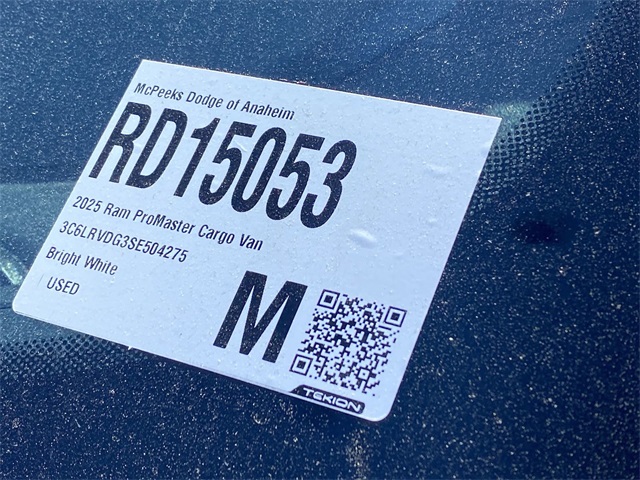 McPeeks Dodge of Anaheim
RD15053
2025 Ram ProMaster Cargo Van
3C6LRVDG3SE504275
Bright White
USED
M
TEKION